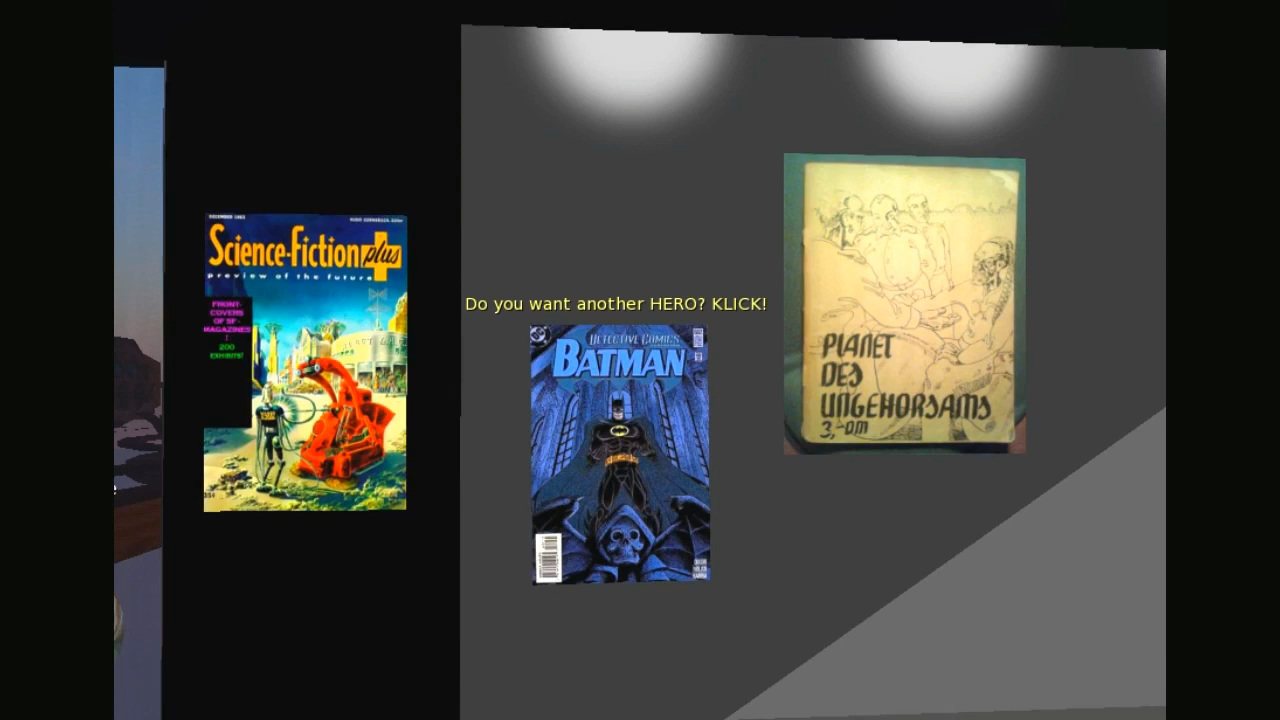 DECEMBER 1953
HUGO GERNSBACK, Editor
Science-Fiction plus
preview of the future
FRONT-
COVERS
OF SF-
MAGAZINES
:
200
EXHIBITS!
Do you want another HERO? KLICK!
DC
DETECTIVE COMICS
BATMAN
PLANET
DES
UNGEHORSAMS
3,-DM